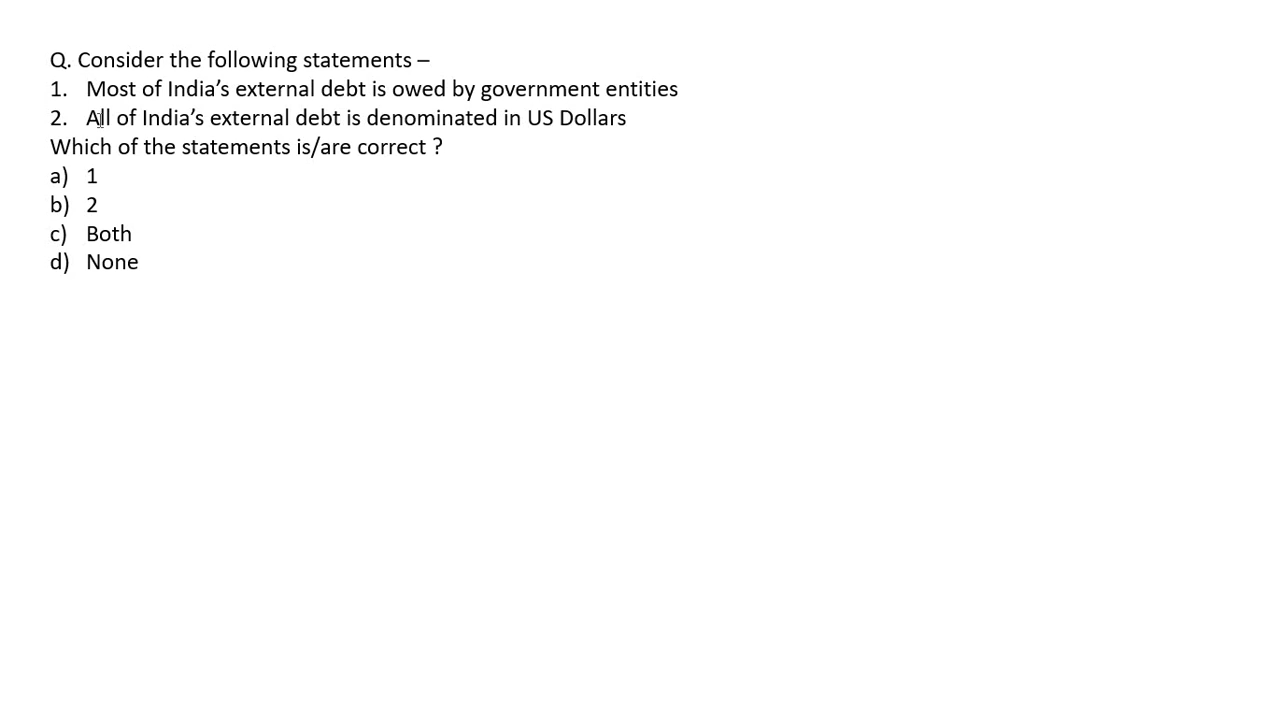 Q. Consider the following statements –
1. Most of India’s external debt is owed by government entities
2. All of India’s external debt is denominated in US Dollars
Which of the statements is/are correct ?
a) 1
b) 2
c) Both
d) None